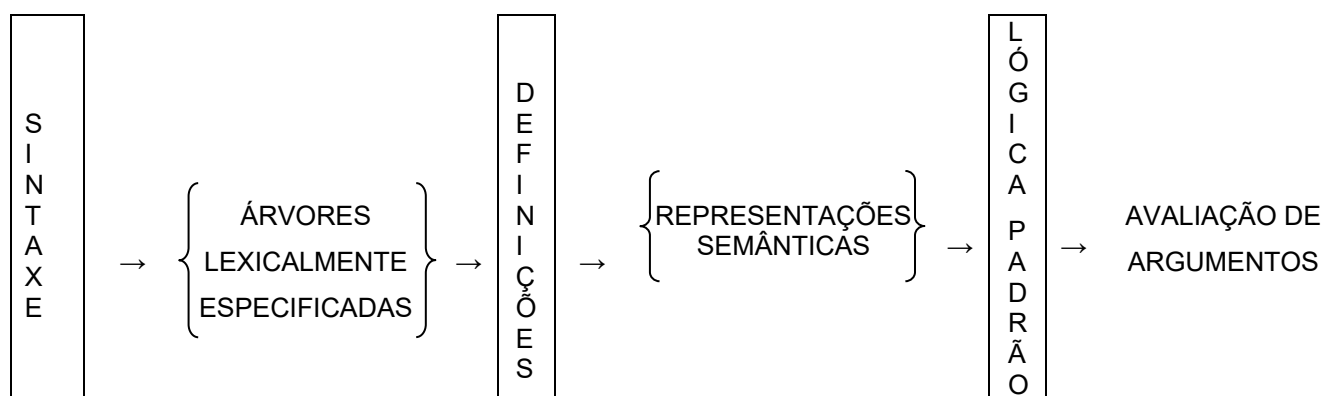 SINTAXE
→
ÁRVORES
LEXICALMENTE
ESPECIFICADAS
→
DEFINIÇÕES
→
REPRESENTAÇÕES
SEMÂNTICAS
→
LÓGICA PADRÃO
→
AVALIAÇÃO DE
ARGUMENTOS